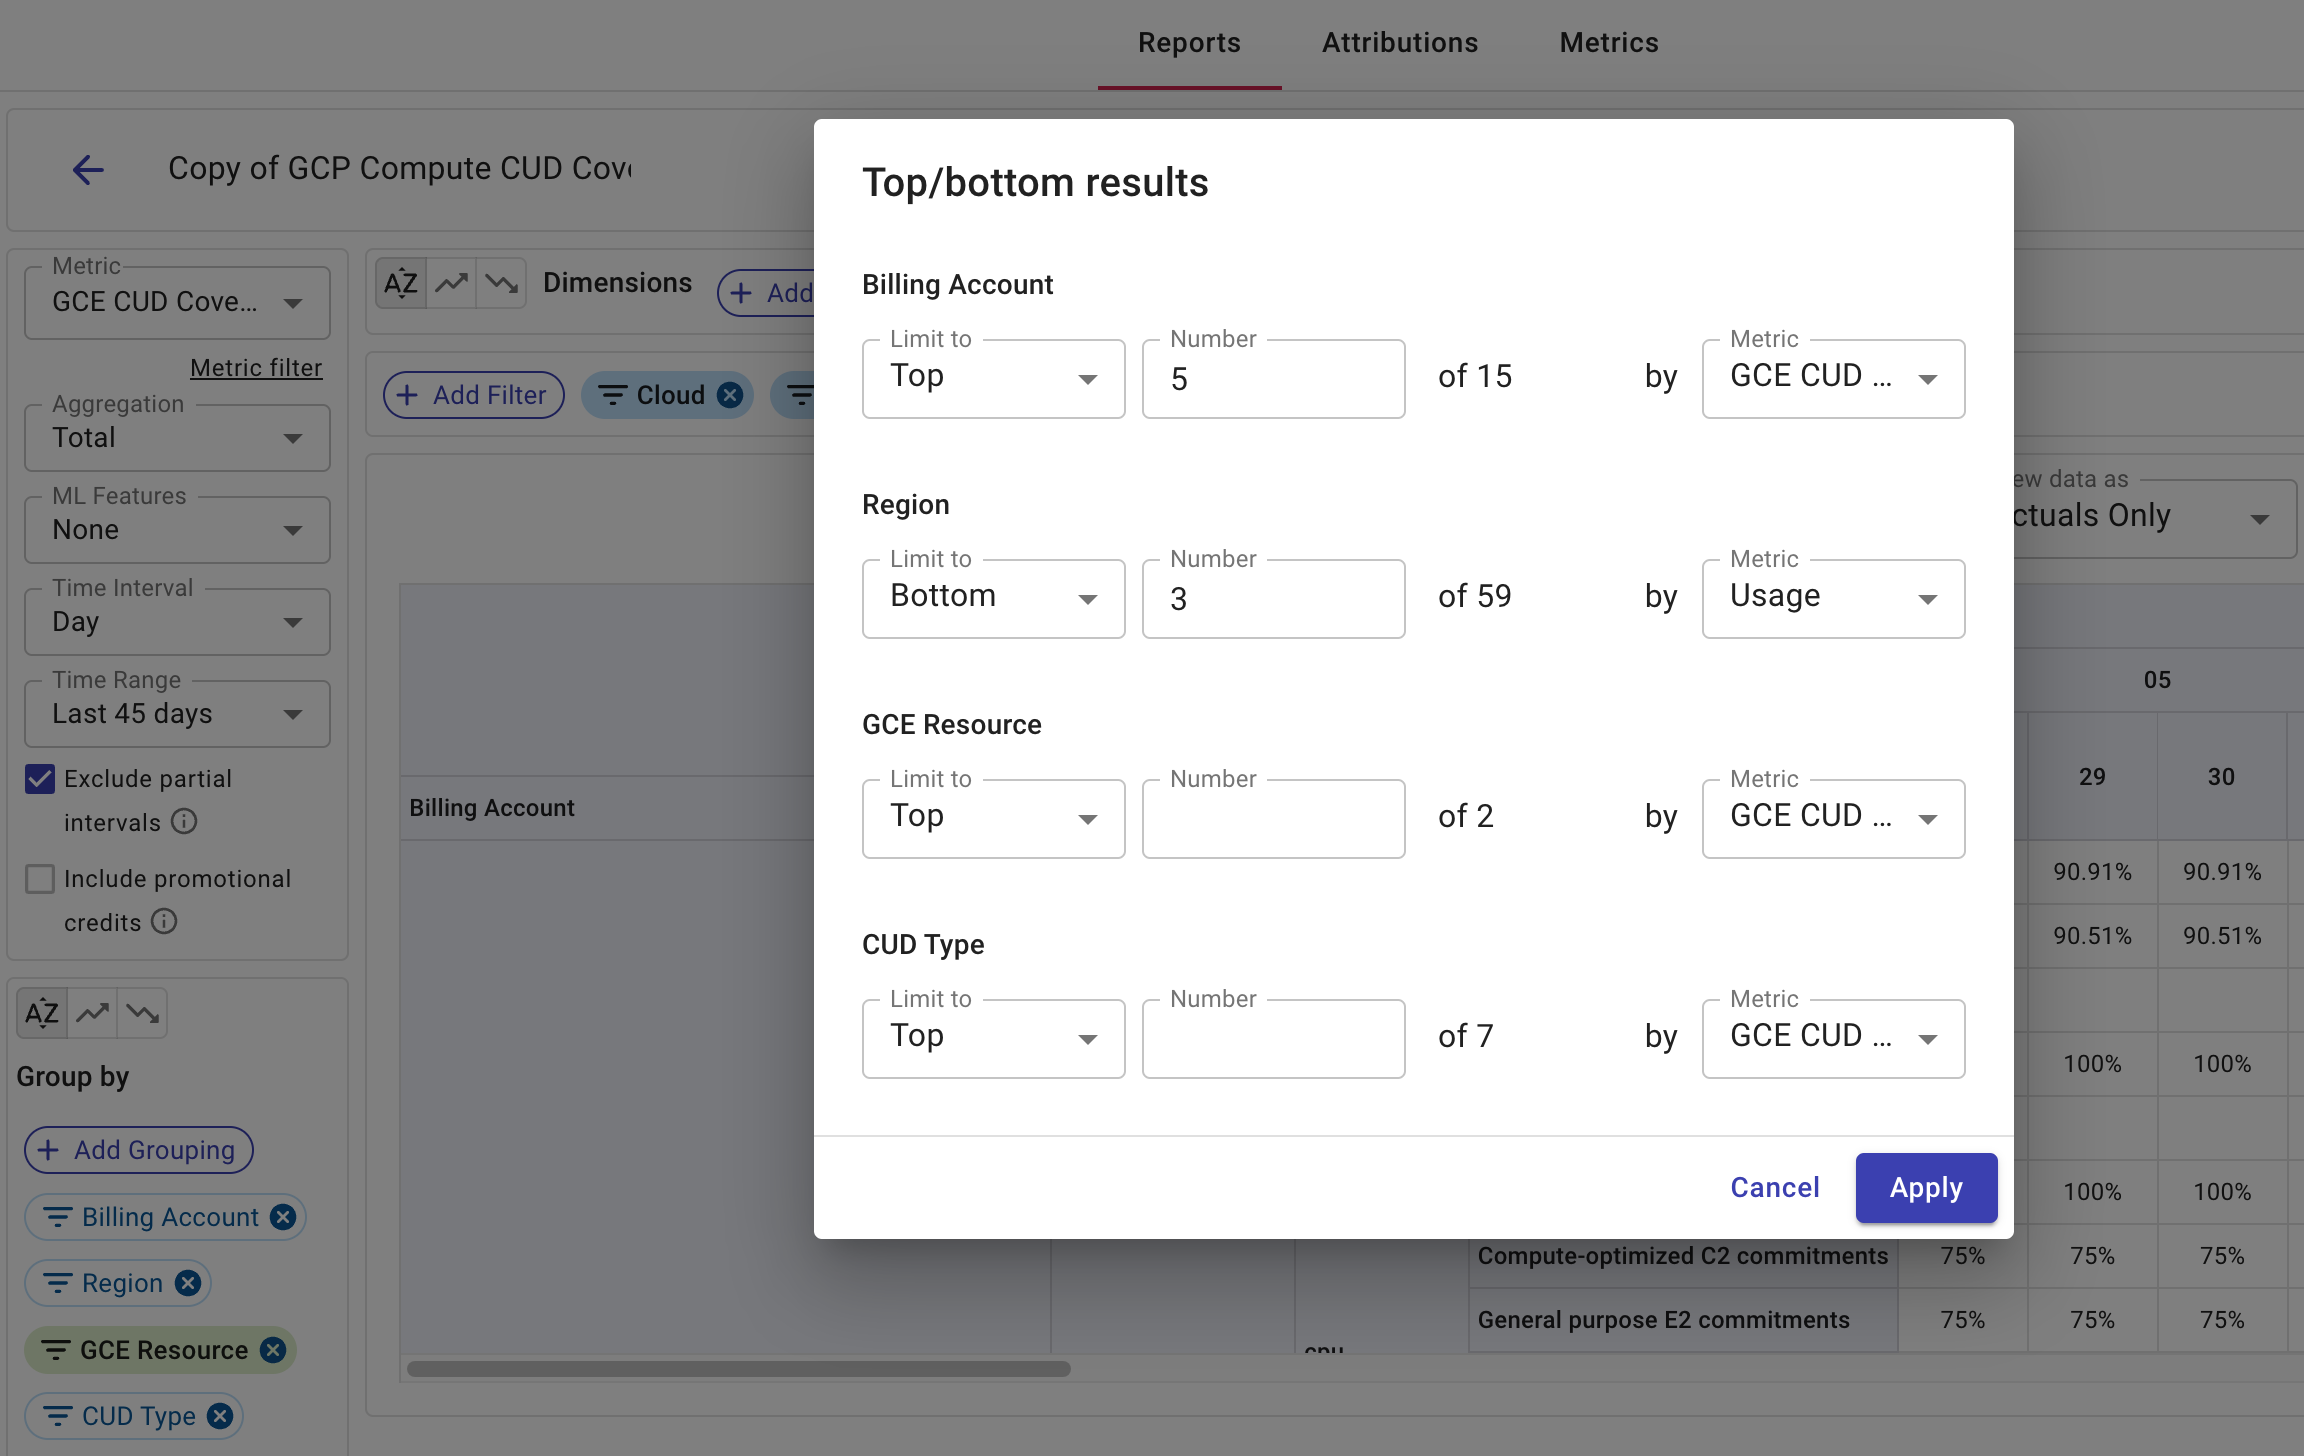 Reports
Attributions
Metrics
Copy of GCP Compute CUD Cov
Metric
GCE CUD Cove...
Metric filter
Aggregation
Total
ML Features
None
Time Interval
Day
Time Range
Last 45 days
Exclude partial
intervals
Include promotional
credits
AZ
Group by
+ Add Grouping
Billing Account
Region
GCE Resource
CUD Type
AZ
Dimensions
+ Add
+ Add Filter
Cloud
Billing Account
Top/bottom results
Billing Account
Limit to
Top
Number
5
of 15
by
Metric
GCE CUD ...
Region
Limit to
Bottom
Number
3
of 59
by
Metric
Usage
GCE Resource
Limit to
Top
Number
of 2
by
Metric
GCE CUD ...
CUD Type
Limit to
Top
Number
of 7
by
Metric
GCE CUD ...
Cancel
Apply
ew data as
ctuals Only
05
29 30
90.91% 90.91%
90.51% 90.51%
100% 100%
100% 100%
Compute-optimized C2 commitments 75% 75% 75%
General purpose E2 commitments 75% 75% 75%
cpu